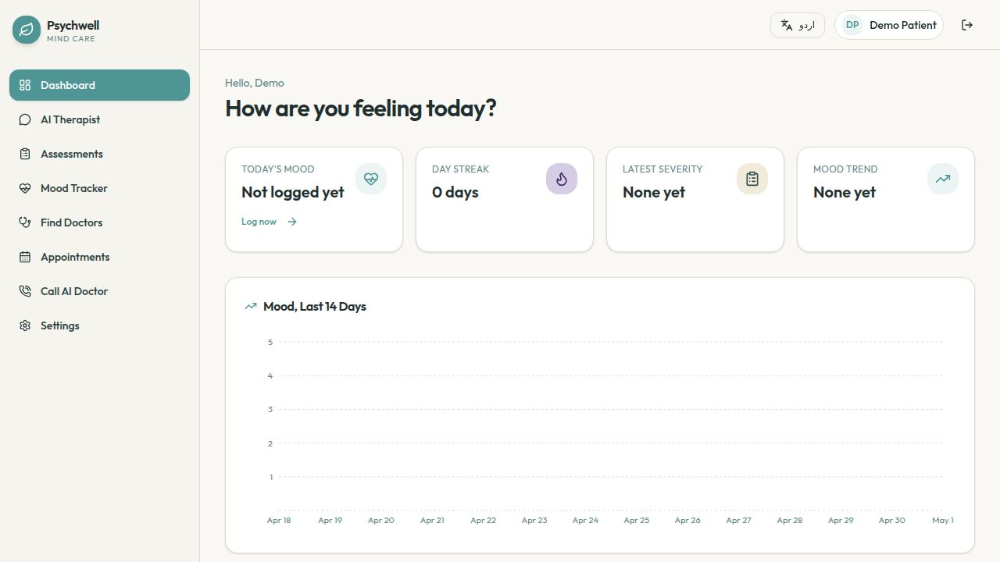 Psychwell
MIND CARE
Dashboard
AI Therapist
Assessments
Mood Tracker
Find Doctors
Appointments
Call AI Doctor
Settings
اردو
DP
Demo Patient
Hello, Demo
How are you feeling today?
TODAY'S MOOD
Not logged yet
Log now
DAY STREAK
0 days
LATEST SEVERITY
None yet
MOOD TREND
None yet
Mood, Last 14 Days
5
4
3
2
1
Apr 18 Apr 19 Apr 20 Apr 21 Apr 22 Apr 23 Apr 24 Apr 25 Apr 26 Apr 27 Apr 28 Apr 29 Apr 30 May 1